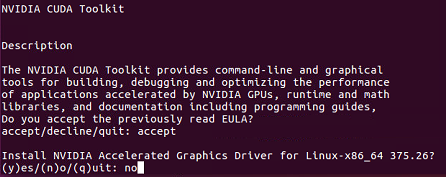 NVIDIA CUDA Toolkit
Description
The NVIDIA CUDA Toolkit provides command-line and graphical
tools for building, debugging and optimizing the performance
of applications accelerated by NVIDIA GPUs, runtime and math
libraries, and documentation including programming guides,
Do you accept the previously read EULA?
accept/decline/quit: accept
Install NVIDIA Accelerated Graphics Driver for Linux-x86_64 375.26?
(y)es/(n)o/(q)uit: no